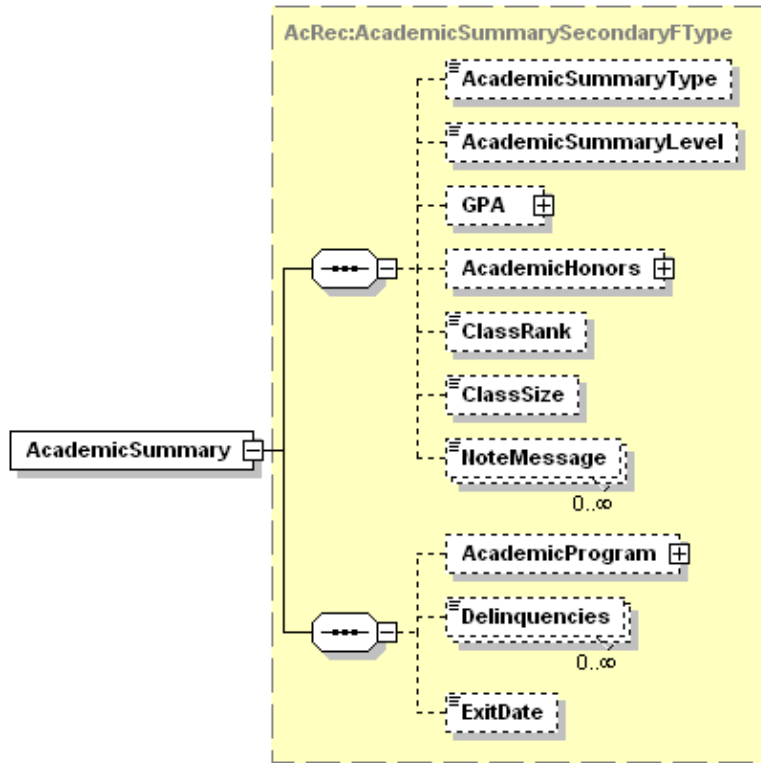 AcRec:AcademicSummarySecondaryFType
AcademicSummaryType
AcademicSummaryLevel
GPA
AcademicHonors
ClassRank
ClassSize
AcademicSummary
NoteMessage
0..∞
AcademicProgram
Delinquencies
0..∞
ExitDate